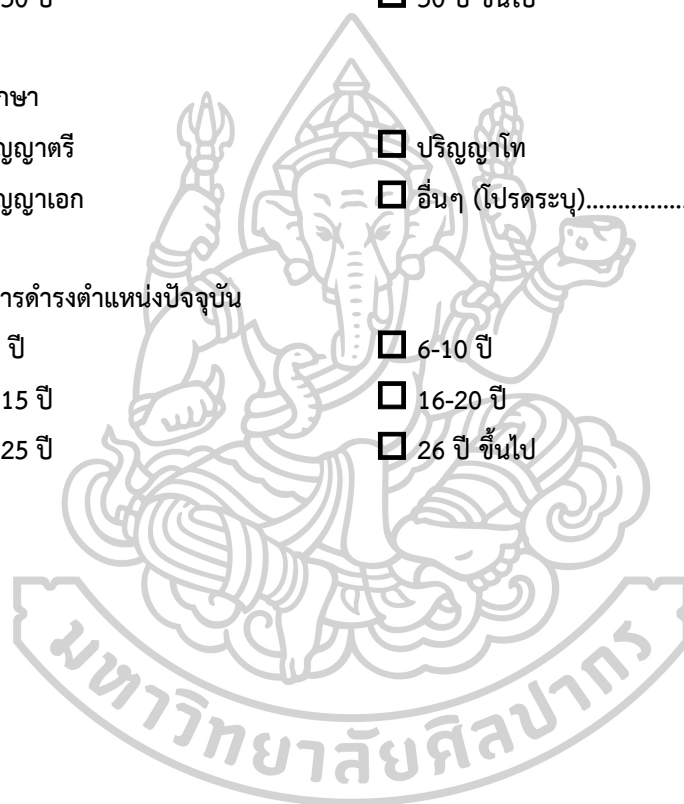 50 ปี ☐ 50 ปี ขึ้นไป
กษา
ญญาตรี ☐ ปริญญาโท
ญญาเอก ☐ อื่นๆ (โปรดระบุ)................
ารดำรงตำแหน่งปัจจุบัน
ปี ☐ 6-10 ปี
15 ปี ☐ 16-20 ปี
25 ปี ☐ 26 ปี ขึ้นไป
มหาวิทยาลัยศิลปากร